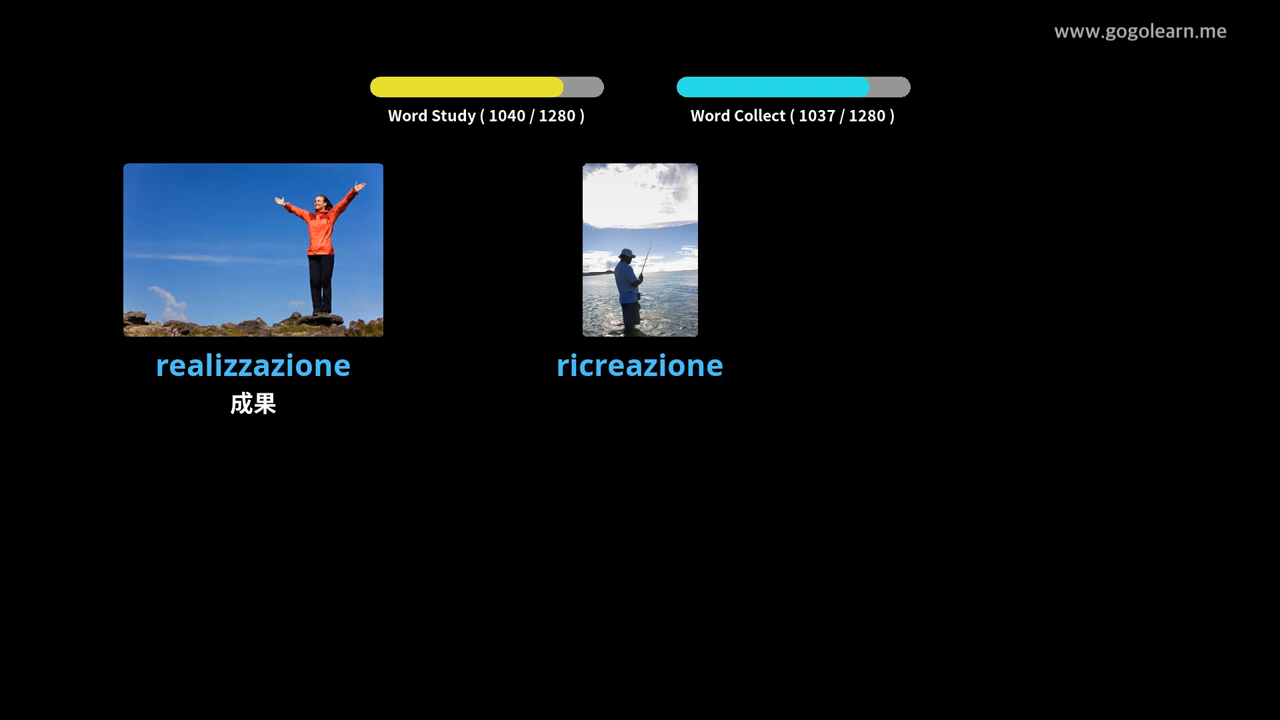 www.gogolearn.me
Word Study ( 1040 / 1280 )
Word Collect ( 1037 / 1280 )
realizzazione
成果
ricreazione